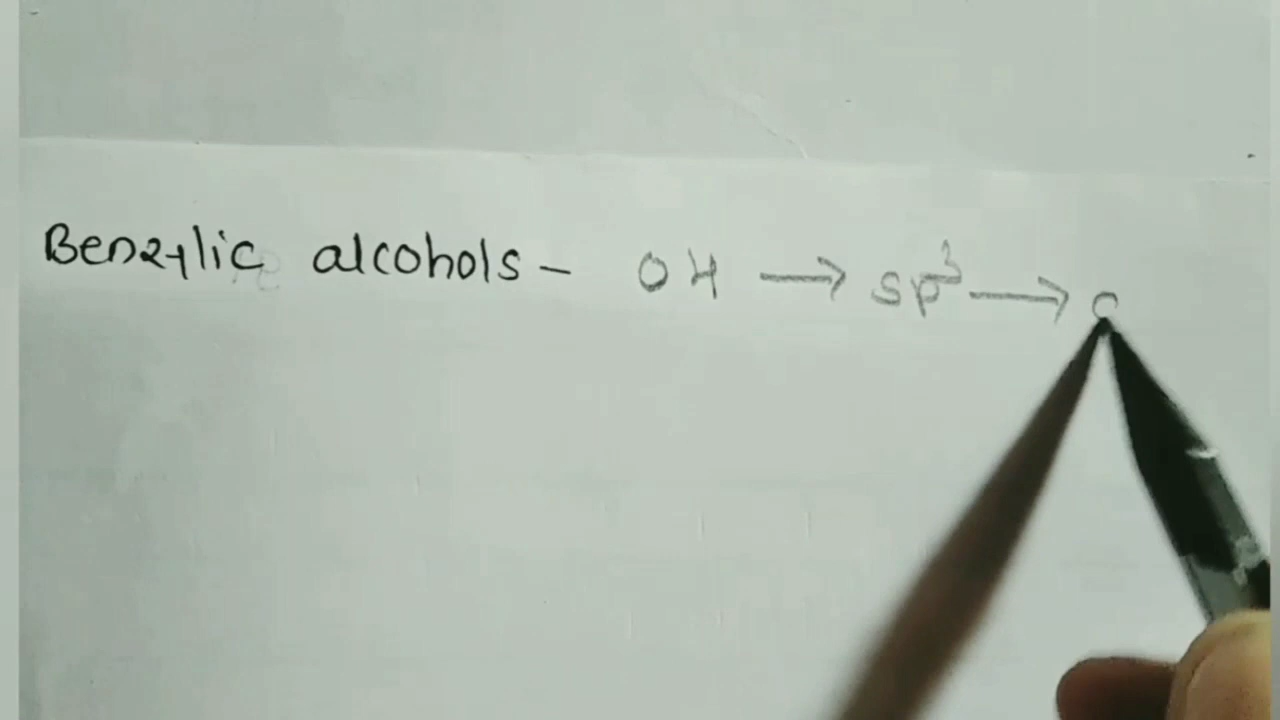 Benzylic alcohols – OH → sp³ → C